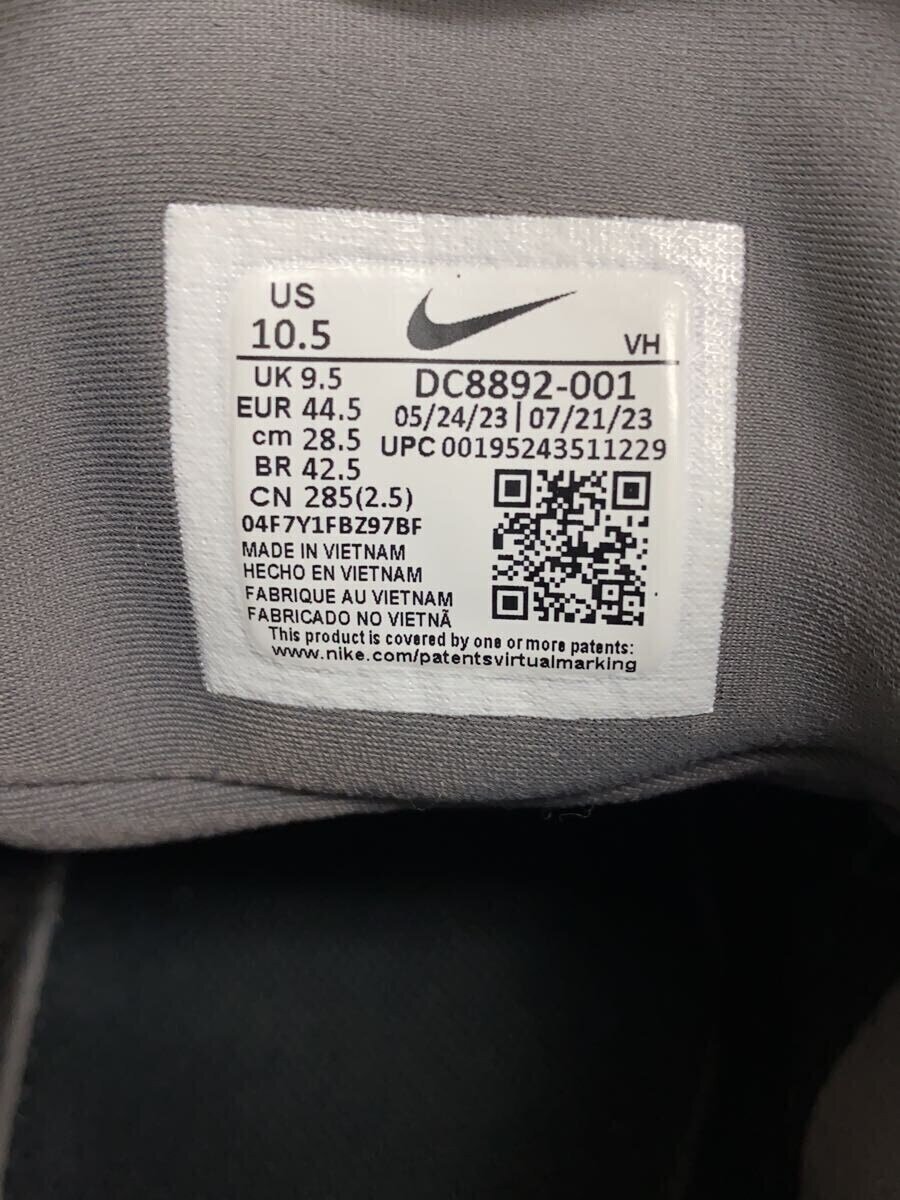 US
10.5
VH
UK 9.5
EUR 44.5
cm 28.5
BR 42.5
CN 285(2.5)
DC8892-001
05/24/23 | 07/21/23
UPC 00195243511229
04F7Y1FBZ97BF
MADE IN VIETNAM
HECHO EN VIETNAM
FABRIQUE AU VIETNAM
FABRICADO NO VIETNÃ
This product is covered by one or more patents:
www.nike.com/patentsvirtualmarking